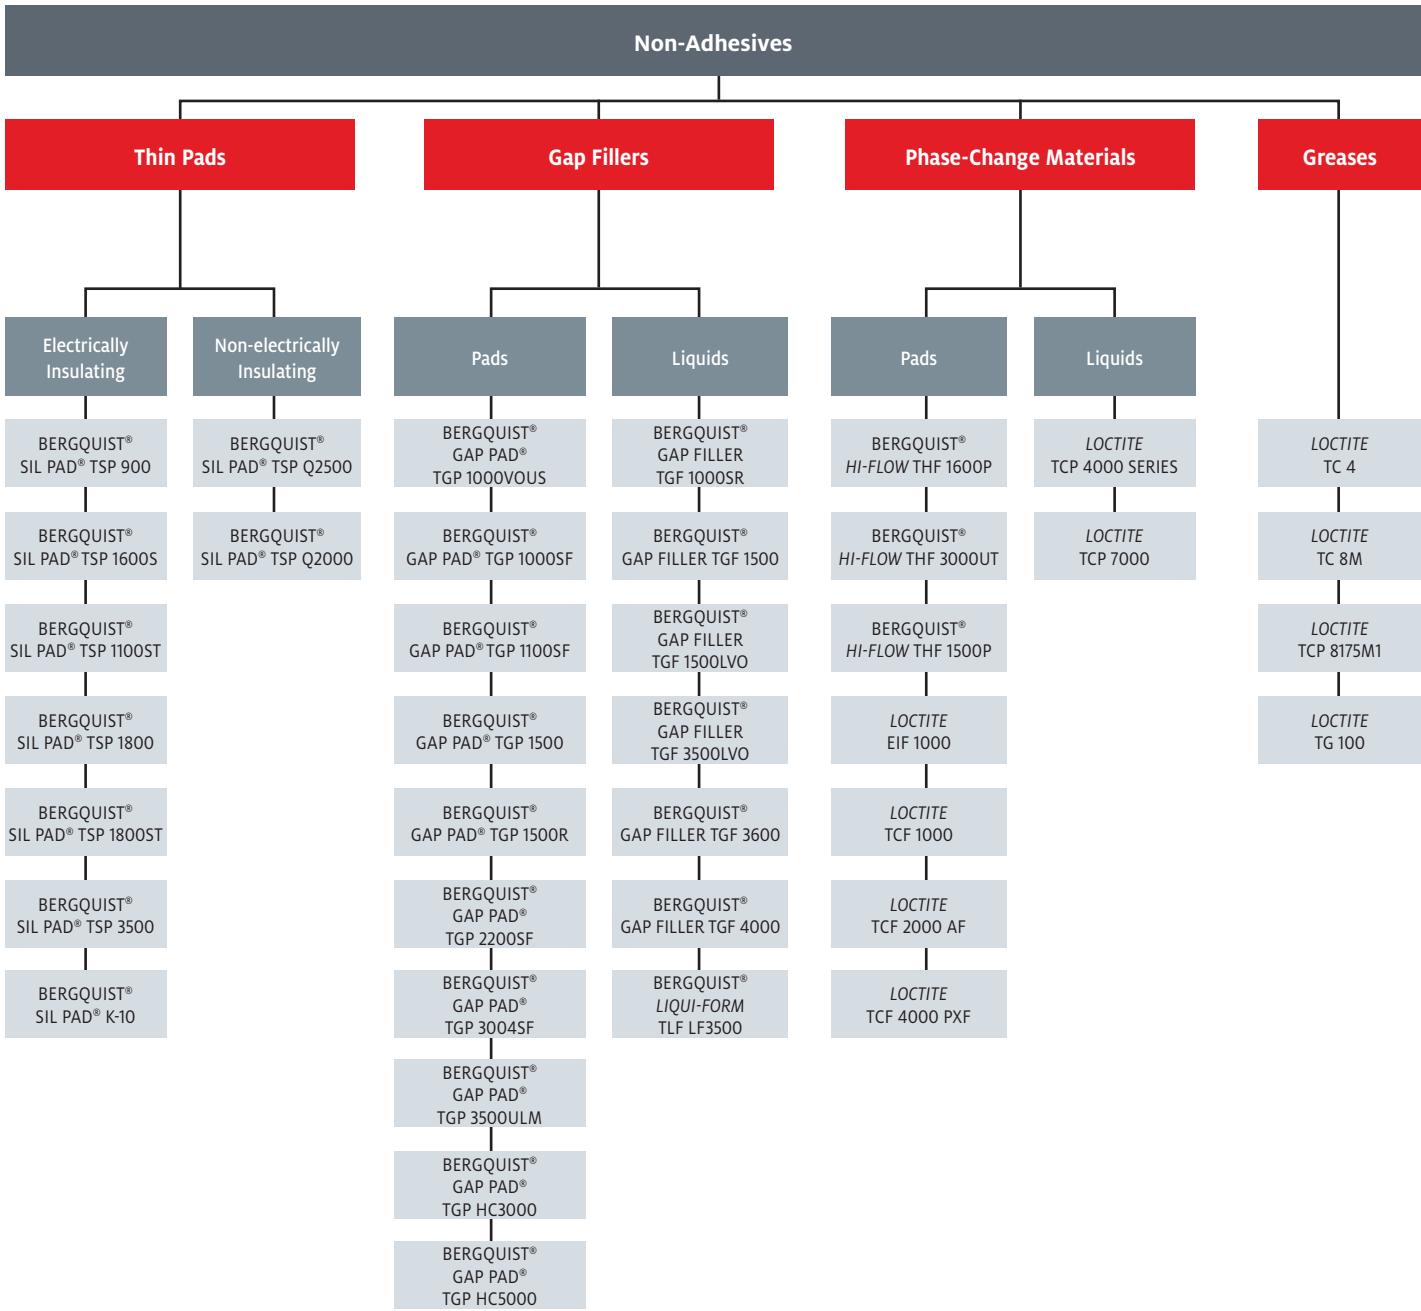 Non-Adhesives
Thin Pads
Gap Fillers
Phase-Change Materials
Greases
Electrically
Insulating
Non-electrically
Insulating
Pads
Liquids
Pads
Liquids
BERGQUIST®
SIL PAD® TSP 900
BERGQUIST®
SIL PAD® TSP 1600S
BERGQUIST®
SIL PAD® TSP 1100ST
BERGQUIST®
SIL PAD® TSP 1800
BERGQUIST®
SIL PAD® TSP 1800ST
BERGQUIST®
SIL PAD® TSP 3500
BERGQUIST®
SIL PAD® K-10
BERGQUIST®
SIL PAD® TSP Q2500
BERGQUIST®
SIL PAD® TSP Q2000
BERGQUIST®
GAP PAD®
TGP 1000VOUS
BERGQUIST®
GAP PAD® TGP 1000SF
BERGQUIST®
GAP PAD® TGP 1100SF
BERGQUIST®
GAP PAD® TGP 1500
BERGQUIST®
GAP PAD® TGP 1500R
BERGQUIST®
GAP PAD®
TGP 2200SF
BERGQUIST®
GAP PAD®
TGP 3004SF
BERGQUIST®
GAP PAD®
TGP 3500ULM
BERGQUIST®
GAP PAD®
TGP HC3000
BERGQUIST®
GAP PAD®
TGP HC5000
BERGQUIST®
GAP FILLER
TGF 1000SR
BERGQUIST®
GAP FILLER TGF 1500
BERGQUIST®
GAP FILLER
TGF 1500LVO
BERGQUIST®
GAP FILLER
TGF 3500LVO
BERGQUIST®
GAP FILLER TGF 3600
BERGQUIST®
GAP FILLER TGF 4000
BERGQUIST®
LIQUI-FORM
TLF LF3500
BERGQUIST®
HI-FLOW THF 1600P
BERGQUIST®
HI-FLOW THF 3000UT
BERGQUIST®
HI-FLOW THF 1500P
LOCTITE
EIF 1000
LOCTITE
TCF 1000
LOCTITE
TCF 2000 AF
LOCTITE
TCF 4000 PXF
LOCTITE
TCP 4000 SERIES
LOCTITE
TCP 7000
LOCTITE
TC 4
LOCTITE
TC 8M
LOCTITE
TCP 8175M1
LOCTITE
TG 100